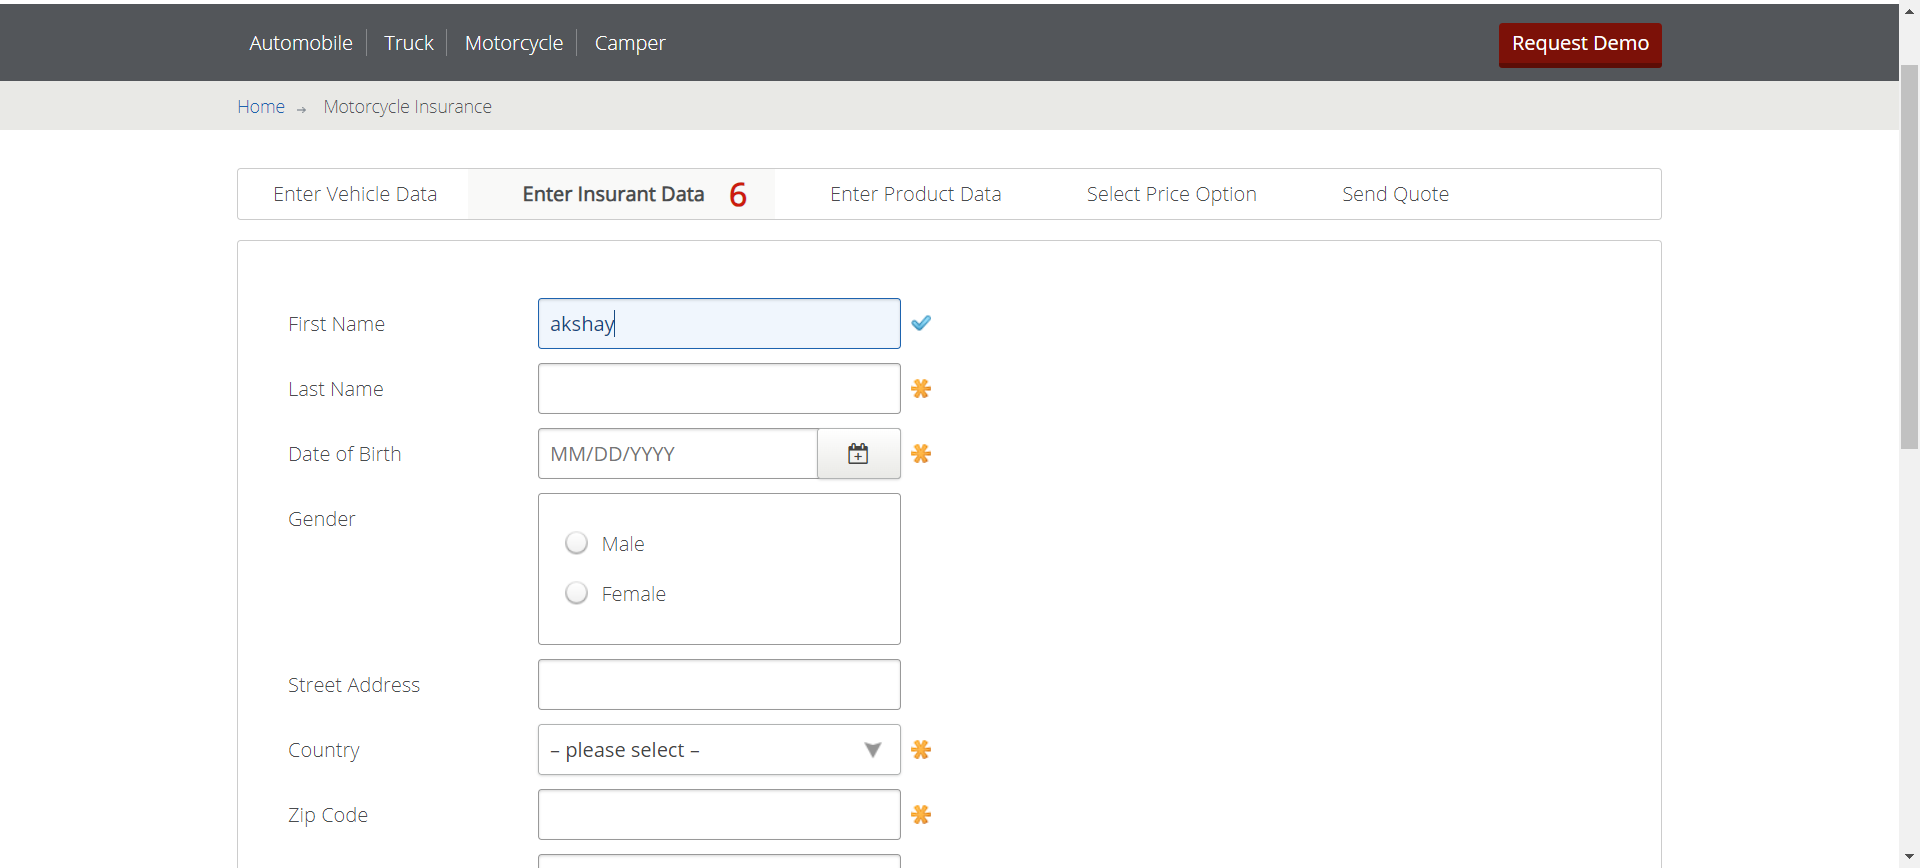 Automobile Truck Motorcycle Camper Request Demo
Home → Motorcycle Insurance
Enter Vehicle Data Enter Insurant Data 6 Enter Product Data Select Price Option Send Quote
First Name akshay
Last Name
Date of Birth MM/DD/YYYY
Gender
Male
Female
Street Address
Country – please select –
Zip Code